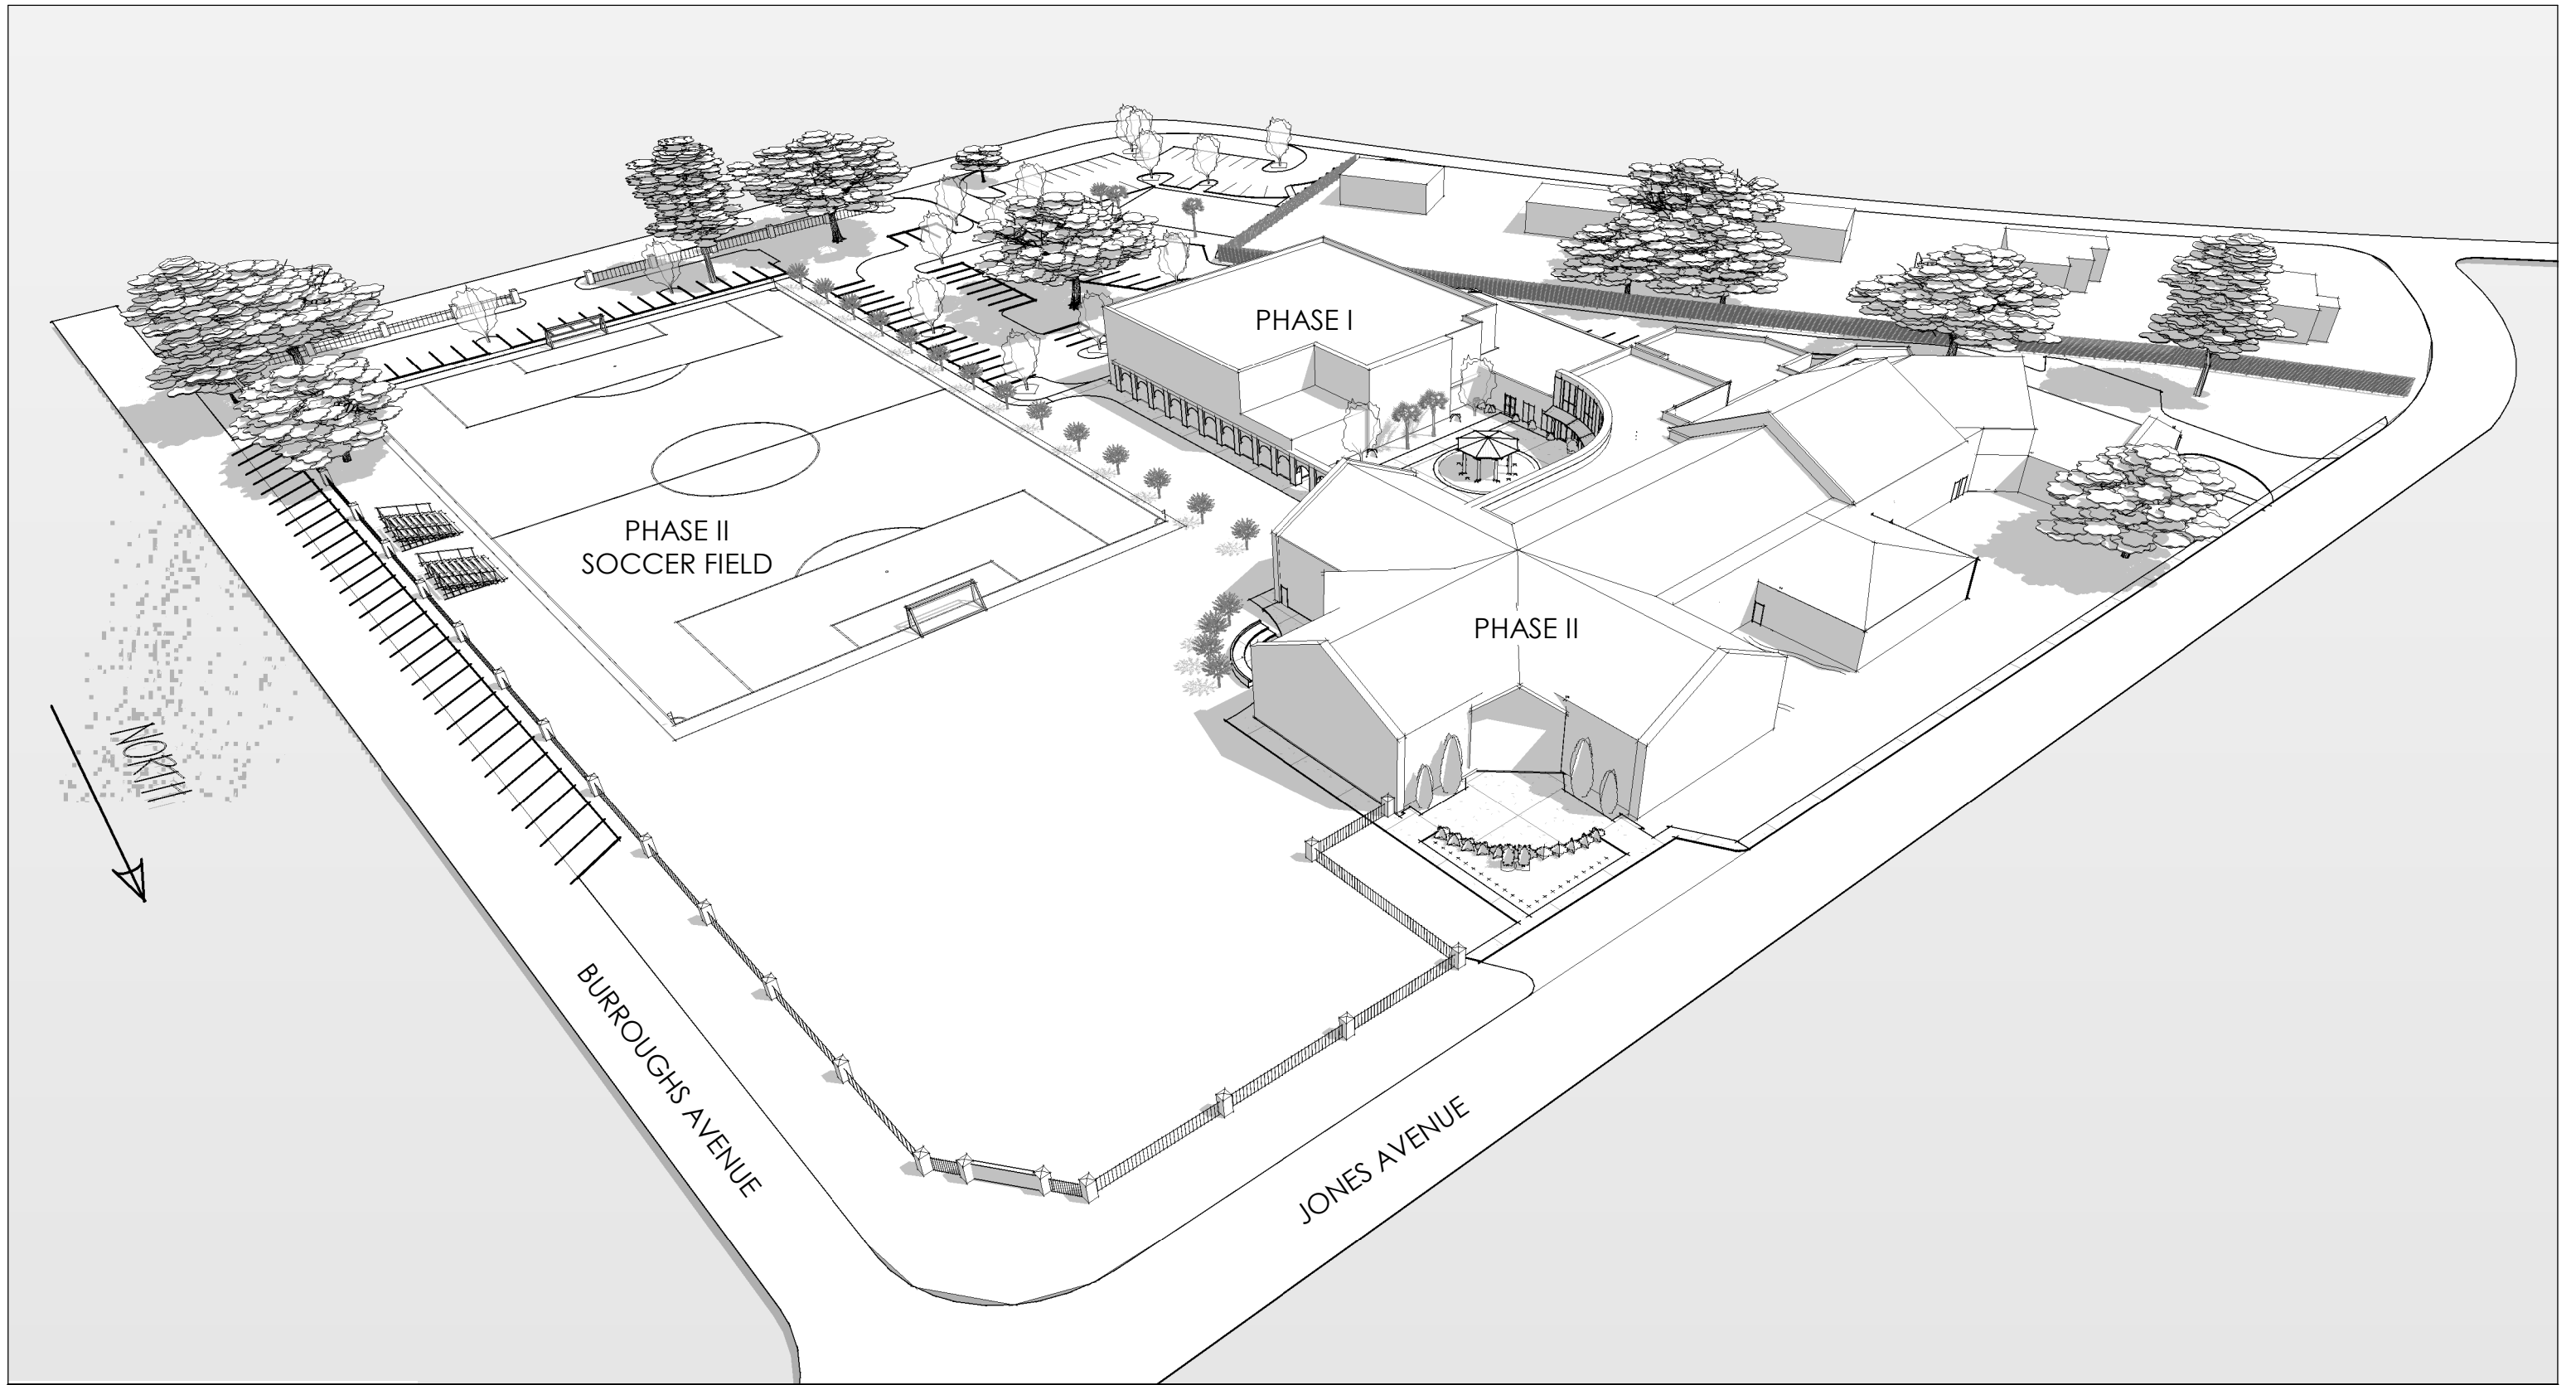 PHASE I
PHASE II
SOCCER FIELD
PHASE II
NORTH
BURROUGHS AVENUE
JONES AVENUE